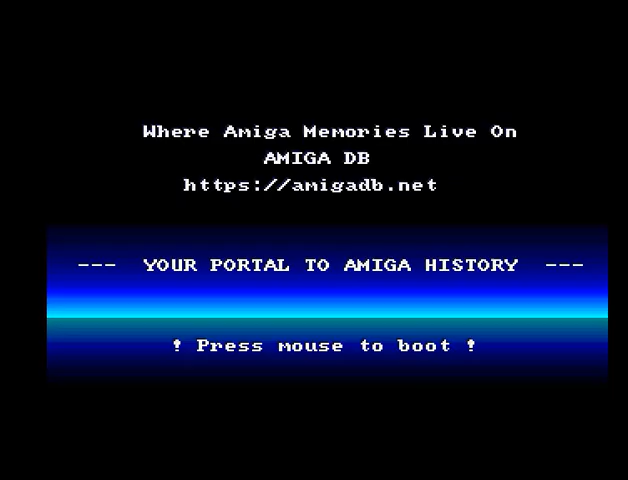 Where Amiga Memories Live On
AMIGA DB
https://amigadb.net
--- YOUR PORTAL TO AMIGA HISTORY ---
! Press mouse to boot !